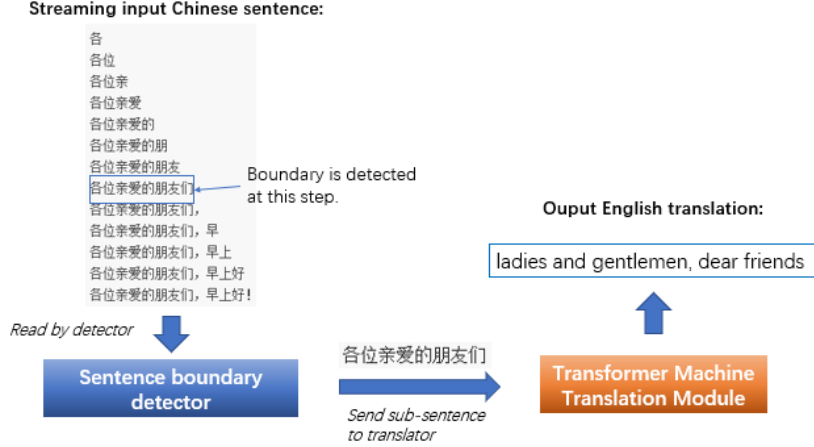 Streaming input Chinese sentence:
各
各位
各位亲
各位亲爱
各位亲爱的
各位亲爱的朋
各位亲爱的朋友
各位亲爱的朋友们
各位亲爱的朋友们，
各位亲爱的朋友们，早
各位亲爱的朋友们，早上
各位亲爱的朋友们，早上好
各位亲爱的朋友们，早上好！
Boundary is detected
at this step.
Read by detector
Sentence boundary
detector
各位亲爱的朋友们
Send sub-sentence
to translator
Ouput English translation:
ladies and gentlemen, dear friends
Transformer Machine
Translation Module